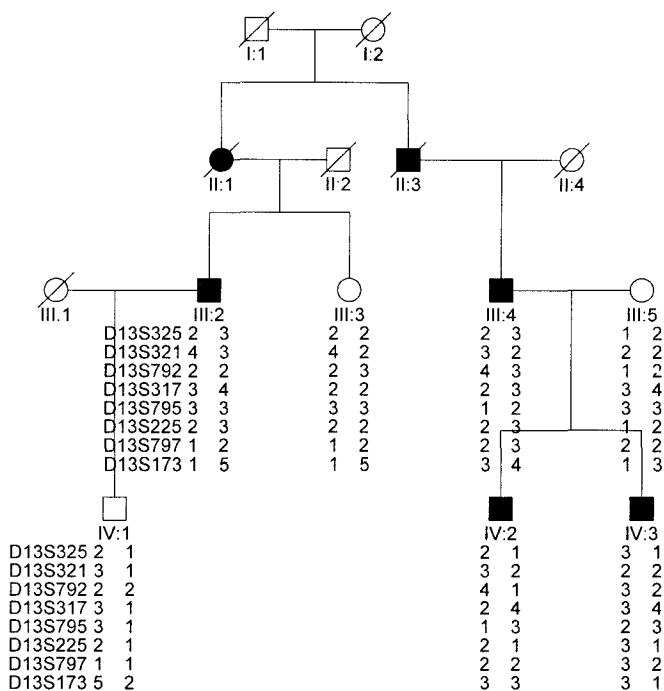 I:1 I:2
II:1 II:2 II:3 II:4
III.1 III:2 III:3 III:4 III:5
D13S325 2 3 2 2 2 3 1 2
D13S321 4 3 4 2 3 2 2 2
D13S792 2 2 2 3 4 3 1 2
D13S317 3 4 2 2 2 3 3 4
D13S795 3 3 3 3 1 2 3 3
D13S225 2 3 2 2 2 3 1 2
D13S797 1 2 1 2 2 3 2 2
D13S173 1 5 1 5 3 4 1 3
IV:1 IV:2 IV:3
D13S325 2 1 2 1 3 1
D13S321 3 1 3 2 2 2
D13S792 2 2 4 1 3 2
D13S317 3 1 2 4 3 4
D13S795 3 1 1 3 2 3
D13S225 2 1 2 1 3 1
D13S797 1 1 2 2 3 2
D13S173 5 2 3 3 3 1